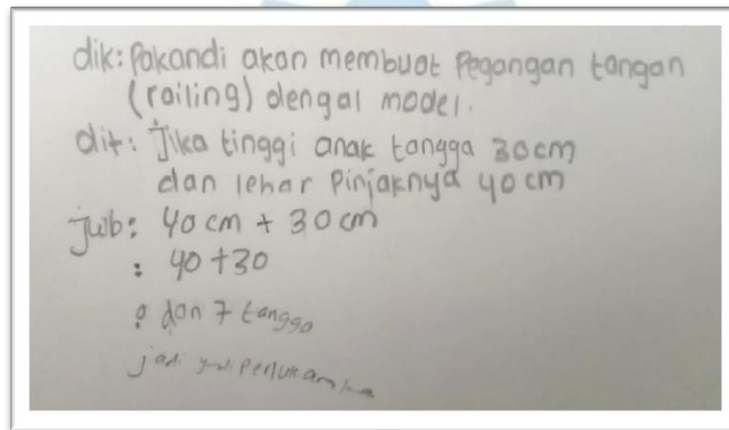 dik: Pakandi akan membuat Pegangan tangan
(railing) dengal model.
dit: Jika tinggi anak tangga 30cm
dan lebar Pinjaknya 40 cm
jwb: 40 cm + 30 cm
: 40 + 30
: dan 7 tangga
jadi Perlukan